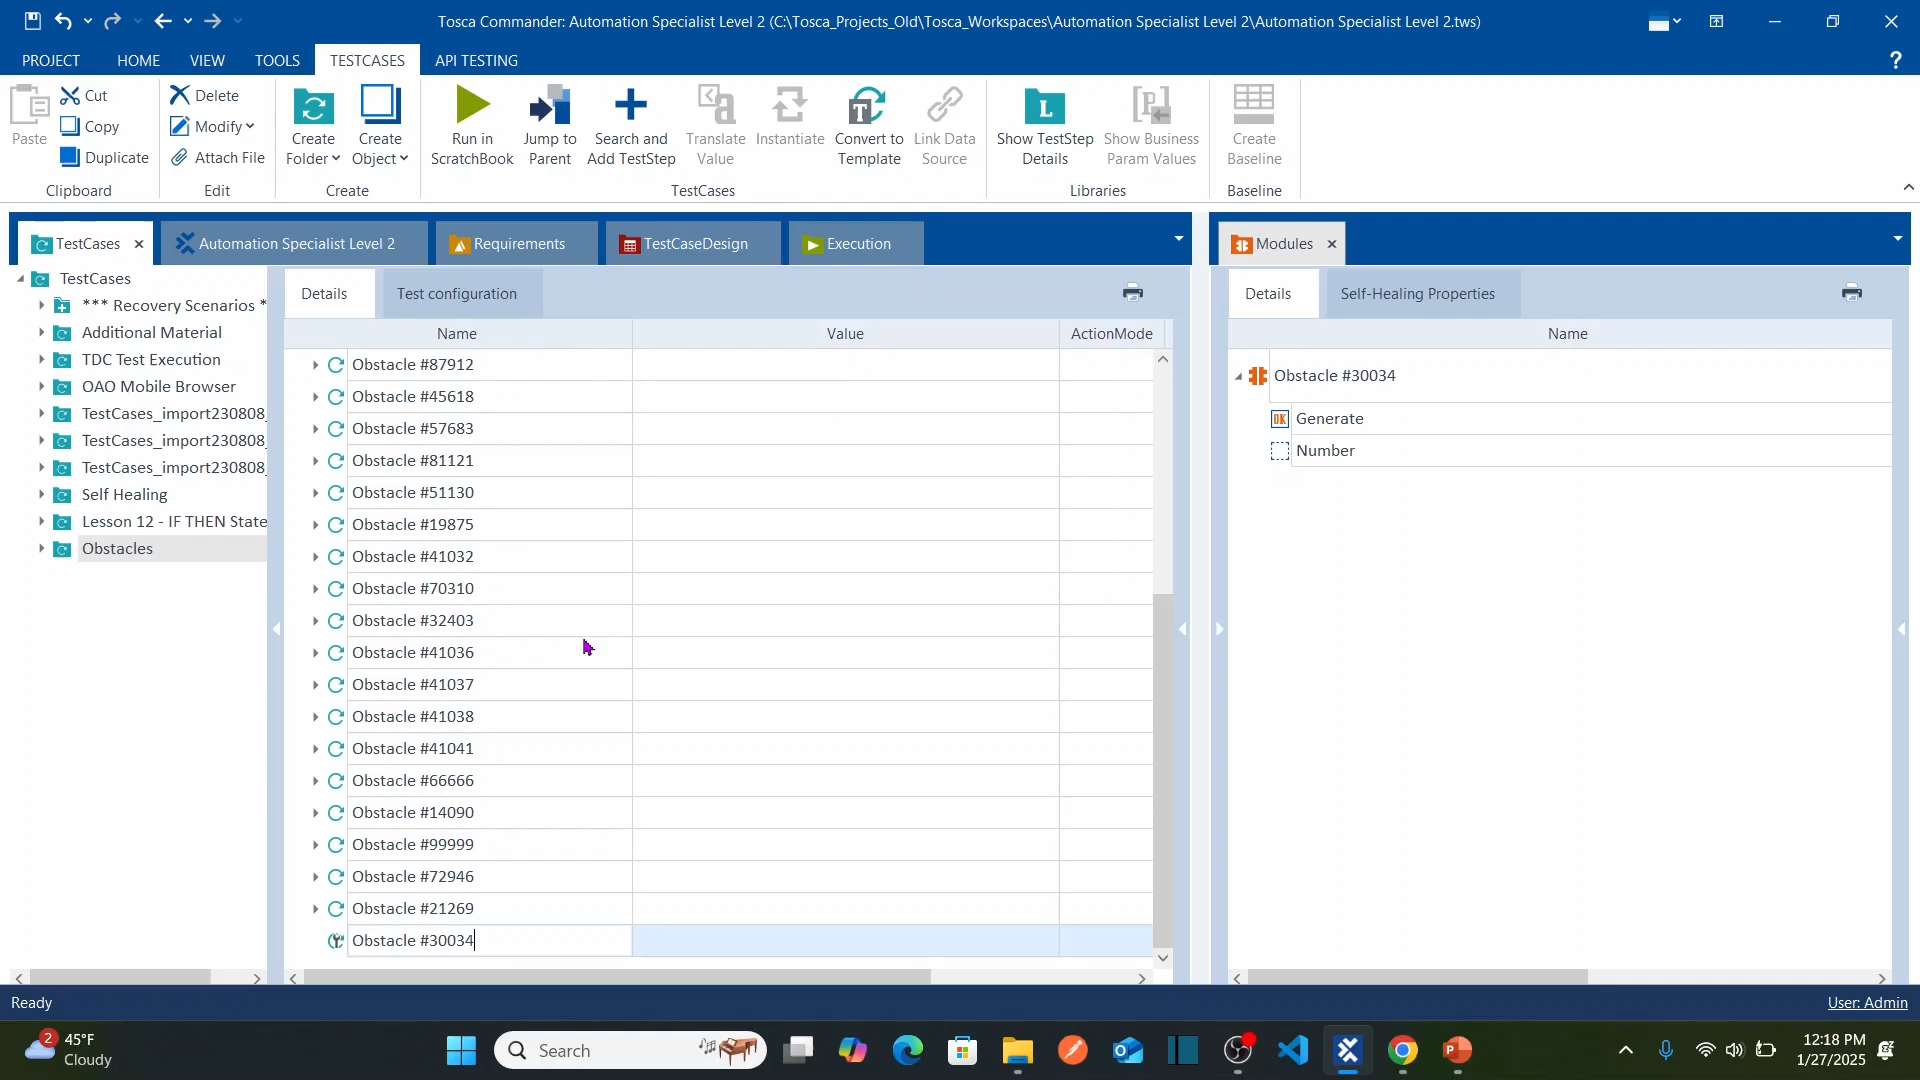 Tosca Commander: Automation Specialist Level 2 (C:\Tosca_Projects_Old\Tosca_Workspaces\Automation Specialist Level 2\Automation Specialist Level 2.tws)
PROJECT HOME VIEW TOOLS TESTCASES API TESTING ?
Paste
Cut
Copy
Duplicate
Clipboard
Delete
Modify
Attach File
Edit
Create Folder
Create Object
Create
Run in ScratchBook
Jump to Parent
Search and Add TestStep
Translate Value
Instantiate
Convert to Template
Link Data Source
TestCases
Show TestStep Details
Show Business Param Values
Libraries
Create Baseline
Baseline
TestCases
Automation Specialist Level 2
Requirements
TestCaseDesign
Execution
Modules
TestCases
*** Recovery Scenarios *
Additional Material
TDC Test Execution
OAO Mobile Browser
TestCases_import230808_
TestCases_import230808_
TestCases_import230808_
Self Healing
Lesson 12 - IF THEN State
Obstacles
Details
Test configuration
Name Value ActionMode
Obstacle #87912
Obstacle #45618
Obstacle #57683
Obstacle #81121
Obstacle #51130
Obstacle #19875
Obstacle #41032
Obstacle #70310
Obstacle #32403
Obstacle #41036
Obstacle #41037
Obstacle #41038
Obstacle #41041
Obstacle #66666
Obstacle #14090
Obstacle #99999
Obstacle #72946
Obstacle #21269
Obstacle #30034
Details
Self-Healing Properties
Name
Obstacle #30034
OK Generate
Number
Ready
User: Admin
2
45°F
Cloudy
Search
12:18 PM
1/27/2025